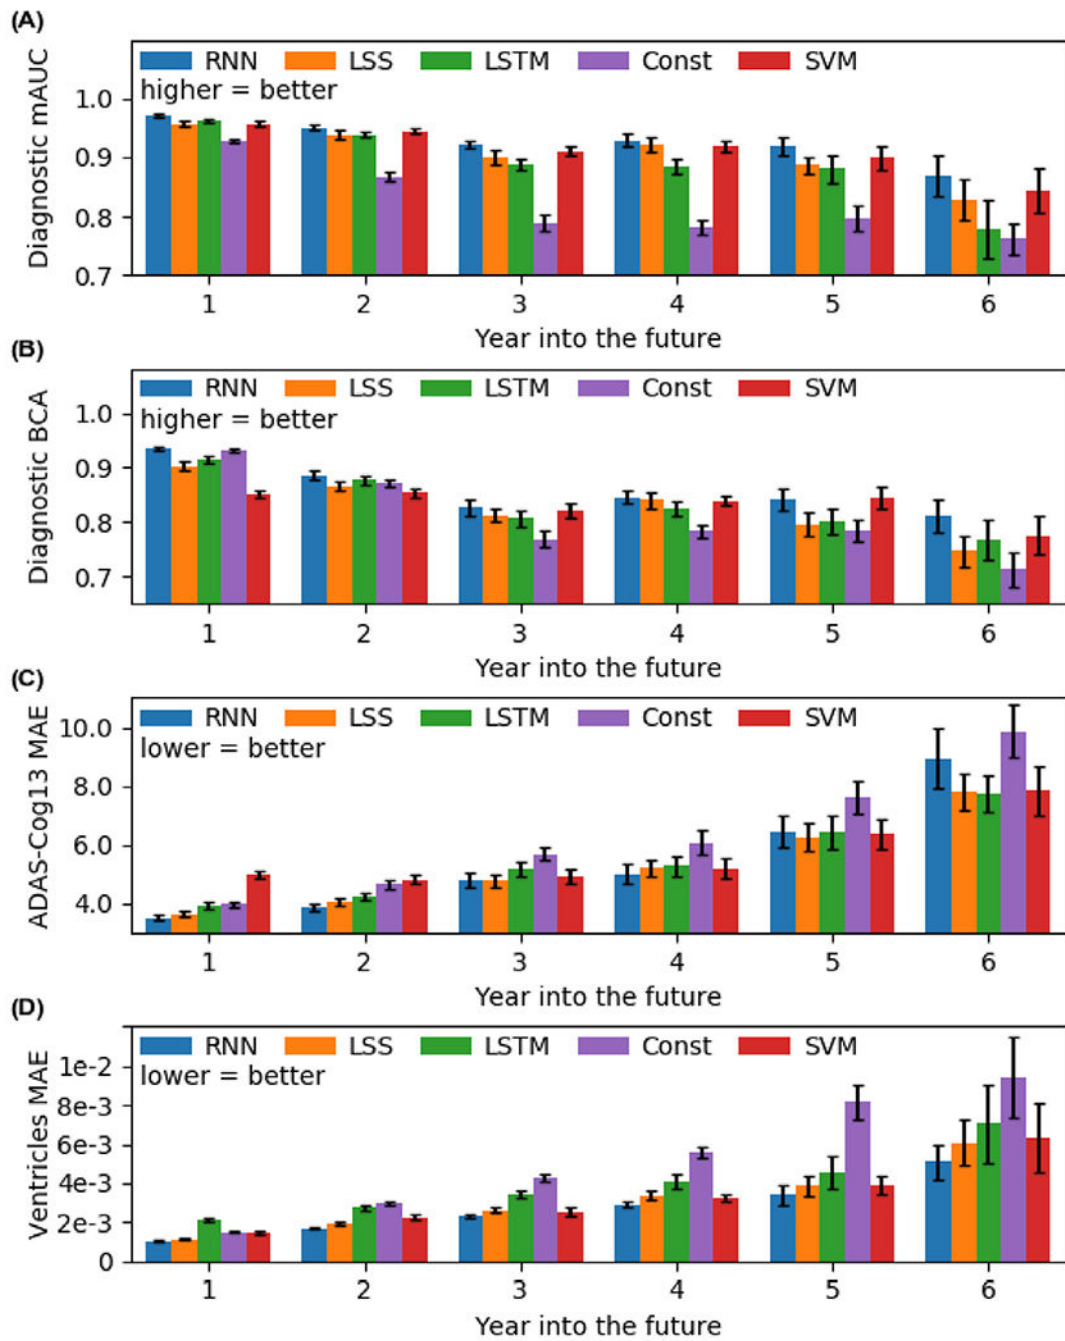 (A)
RNN LSS LSTM Const SVM
higher = better
Diagnostic mAUC
1.0
0.9
0.8
0.7
1 2 3 4 5 6
Year into the future
(B)
RNN LSS LSTM Const SVM
higher = better
Diagnostic BCA
1.0
0.9
0.8
0.7
1 2 3 4 5 6
Year into the future
(C)
RNN LSS LSTM Const SVM
lower = better
ADAS-Cog13 MAE
10.0
8.0
6.0
4.0
1 2 3 4 5 6
Year into the future
(D)
RNN LSS LSTM Const SVM
lower = better
Ventricles MAE
1e-2
8e-3
6e-3
4e-3
2e-3
0
1 2 3 4 5 6
Year into the future